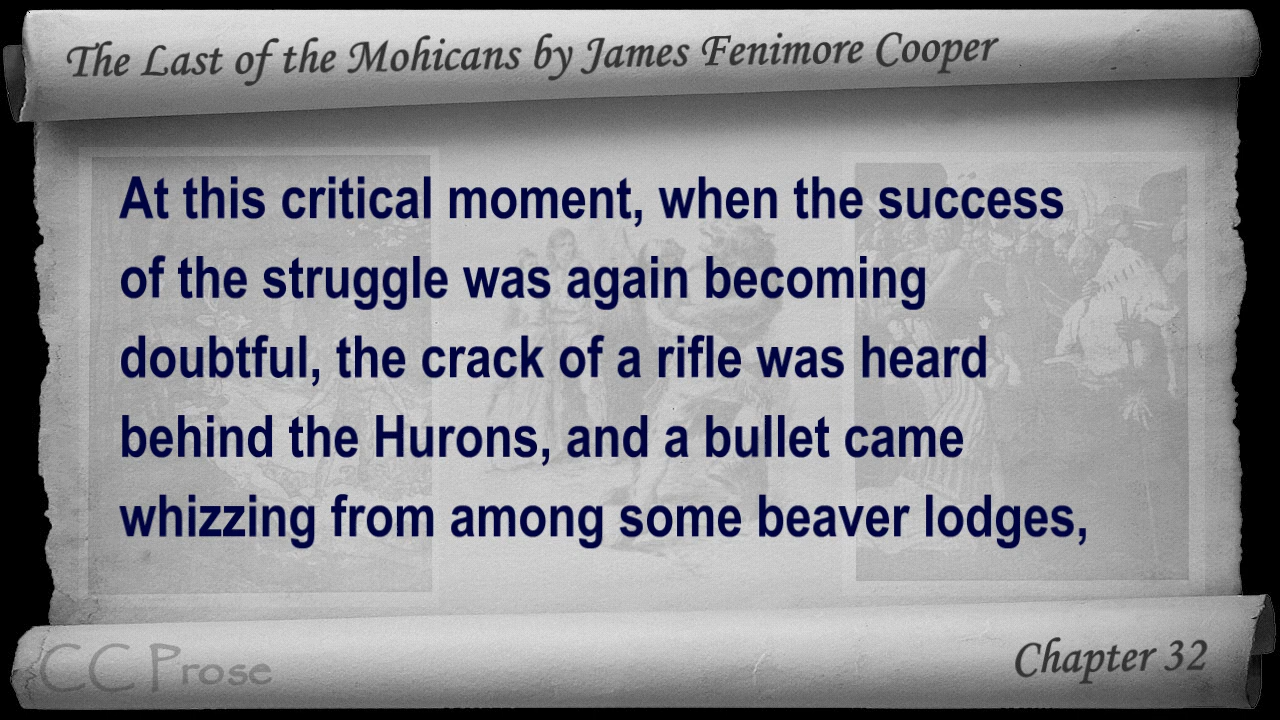 The Last of the Mohicans by James Fenimore Cooper
At this critical moment, when the success
of the struggle was again becoming
doubtful, the crack of a rifle was heard
behind the Hurons, and a bullet came
whizzing from among some beaver lodges,
CC Prose
Chapter 32